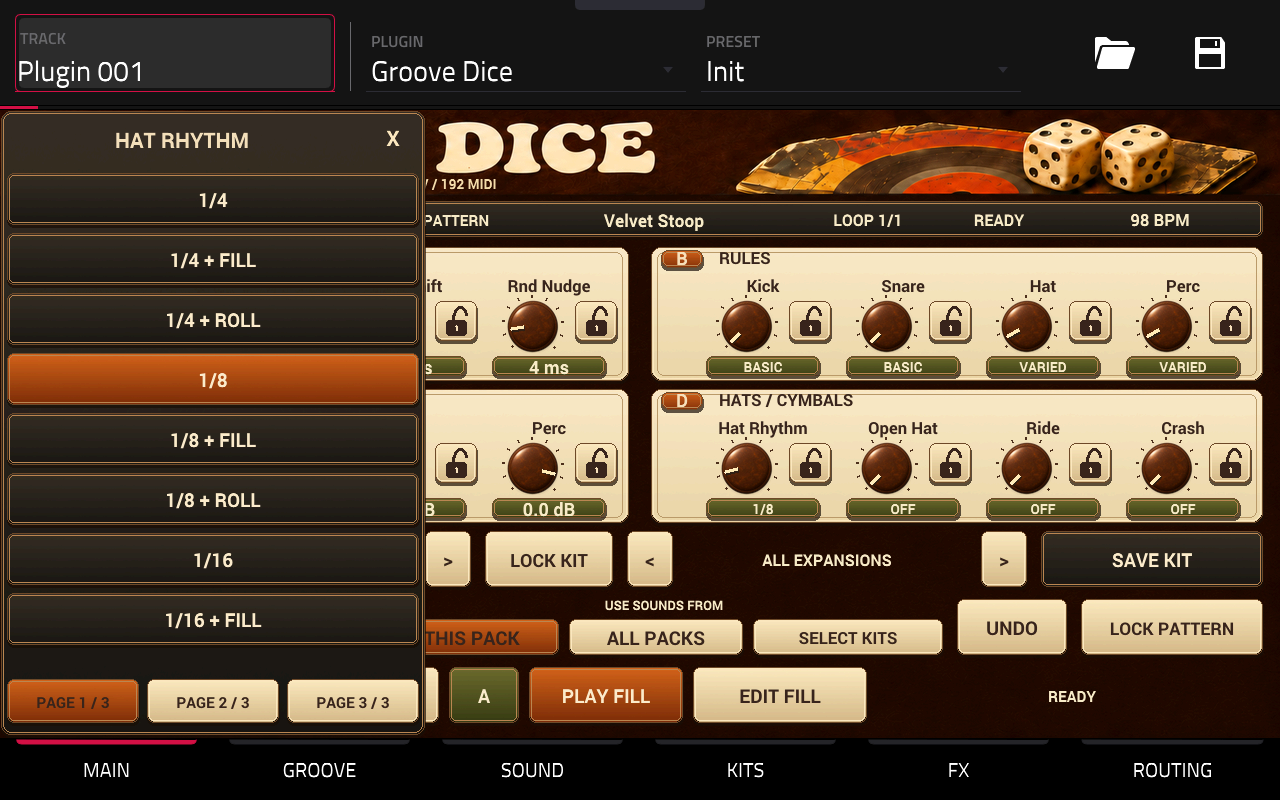 TRACK
Plugin 001
PLUGIN
Groove Dice
PRESET
Init
HAT RHYTHM
X
1/4
1/4 + FILL
1/4 + ROLL
1/8
1/8 + FILL
1/8 + ROLL
1/16
1/16 + FILL
PAGE 1 / 3
PAGE 2 / 3
PAGE 3 / 3
DICE
/ 192 MIDI
PATTERN
Velvet Stoop
LOOP 1/1
READY
98 BPM
ift
Rnd Nudge
s
4 ms
B
RULES
Kick
Snare
Hat
Perc
BASIC
BASIC
VARIED
VARIED
Perc
B
0.0 dB
D
HATS / CYMBALS
Hat Rhythm
Open Hat
Ride
Crash
1/8
OFF
OFF
OFF
>
LOCK KIT
<
ALL EXPANSIONS
>
SAVE KIT
USE SOUNDS FROM
THIS PACK
ALL PACKS
SELECT KITS
UNDO
LOCK PATTERN
A
PLAY FILL
EDIT FILL
READY
MAIN
GROOVE
SOUND
KITS
FX
ROUTING